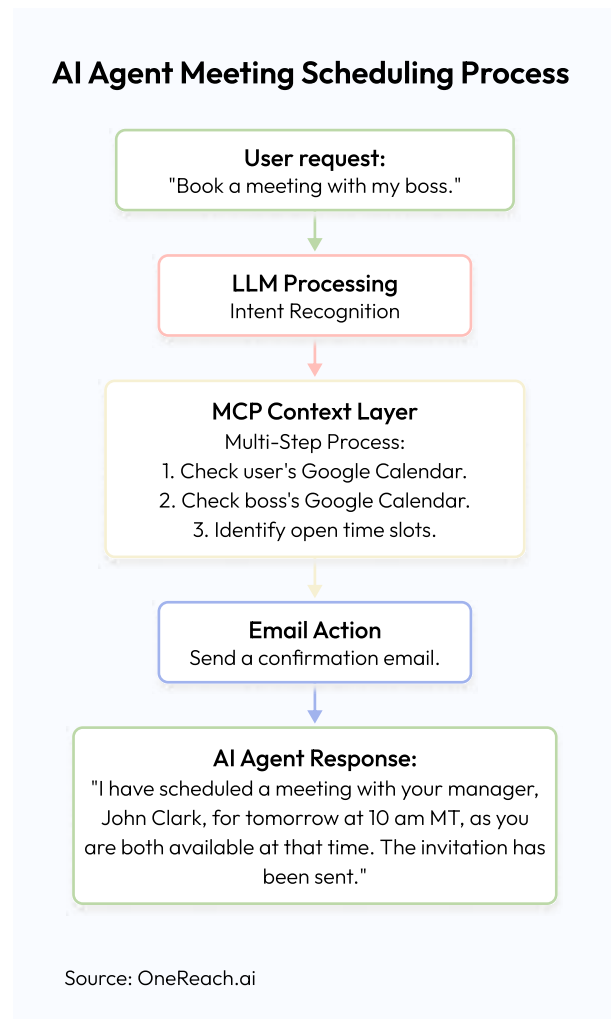 AI Agent Meeting Scheduling Process
User request:
"Book a meeting with my boss."
LLM Processing
Intent Recognition
MCP Context Layer
Multi-Step Process:
1. Check user's Google Calendar.
2. Check boss's Google Calendar.
3. Identify open time slots.
Email Action
Send a confirmation email.
AI Agent Response:
"I have scheduled a meeting with your manager,
John Clark, for tomorrow at 10 am MT, as you
are both available at that time. The invitation has
been sent."
Source: OneReach.ai